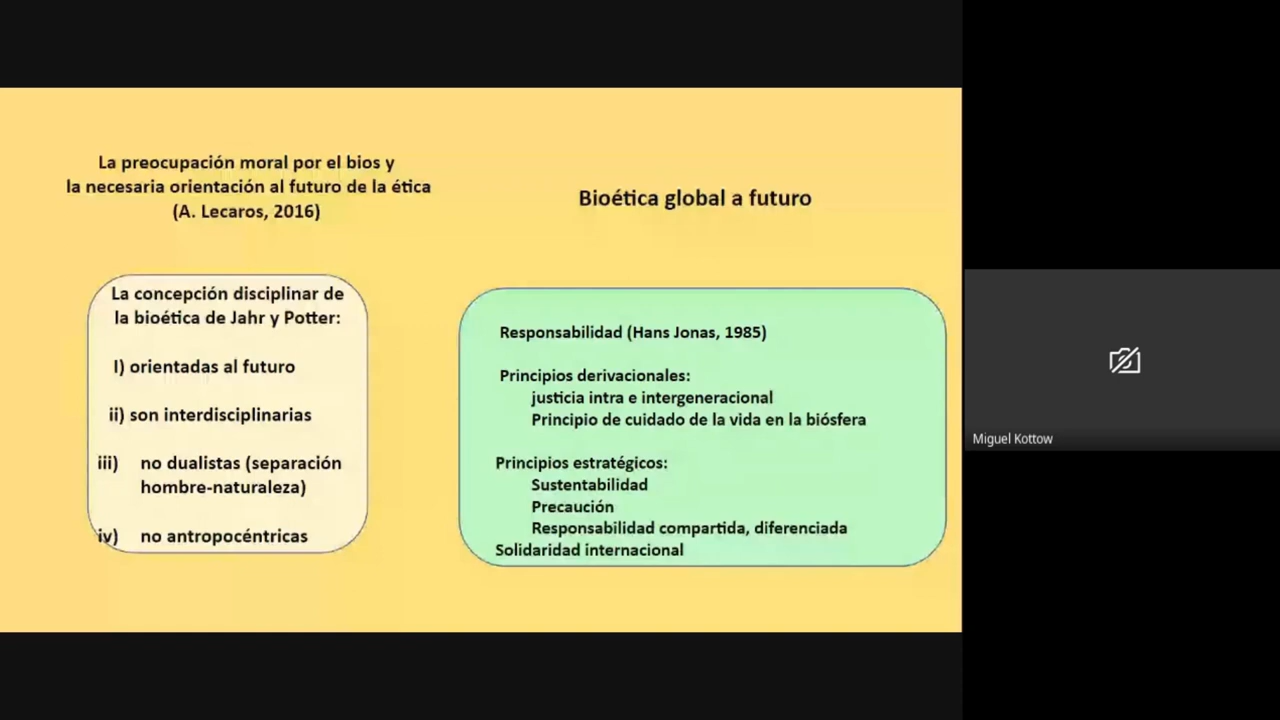 La preocupación moral por el bios y
la necesaria orientación al futuro de la ética
(A. Lecaros, 2016)
La concepción disciplinar de
la bioética de Jahr y Potter:
I) orientadas al futuro
ii) son interdisciplinarias
iii) no dualistas (separación
hombre-naturaleza)
iv) no antropocéntricas
Bioética global a futuro
Responsabilidad (Hans Jonas, 1985)
Principios derivacionales:
justicia intra e intergeneracional
Principio de cuidado de la vida en la biósfera
Principios estratégicos:
Sustentabilidad
Precaución
Responsabilidad compartida, diferenciada
Solidaridad internacional
Miguel Kottow